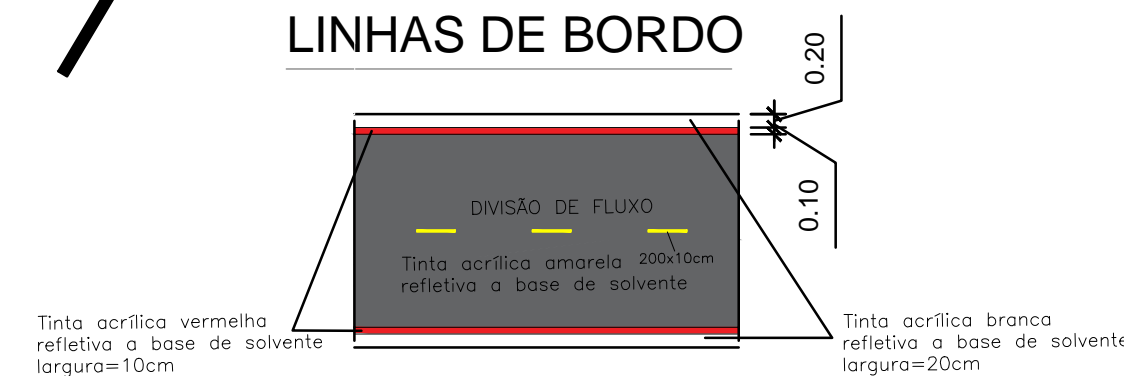 LINHAS DE BORDO
0.20
0.10
DIVISÃO DE FLUXO
200x10cm
Tinta acrílica amarela
refletiva a base de solvente
Tinta acrílica vermelha
refletiva a base de solvente
largura=10cm
Tinta acrílica branca
refletiva a base de solvente
largura=20cm